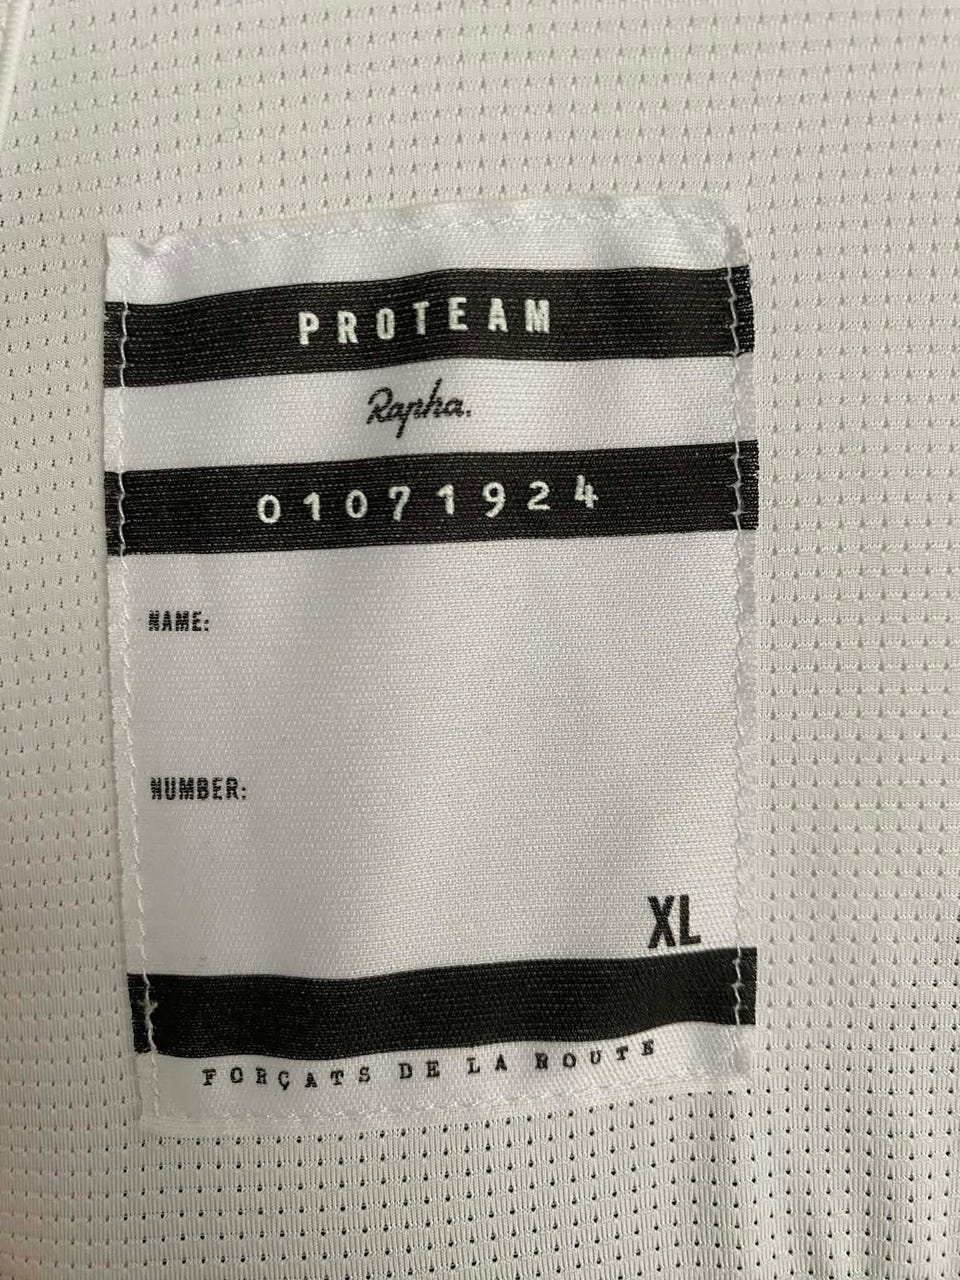 PROTEAM
Rapha.
01071924
NAME:
NUMBER:
XL
FORÇATS DE LA ROUTE